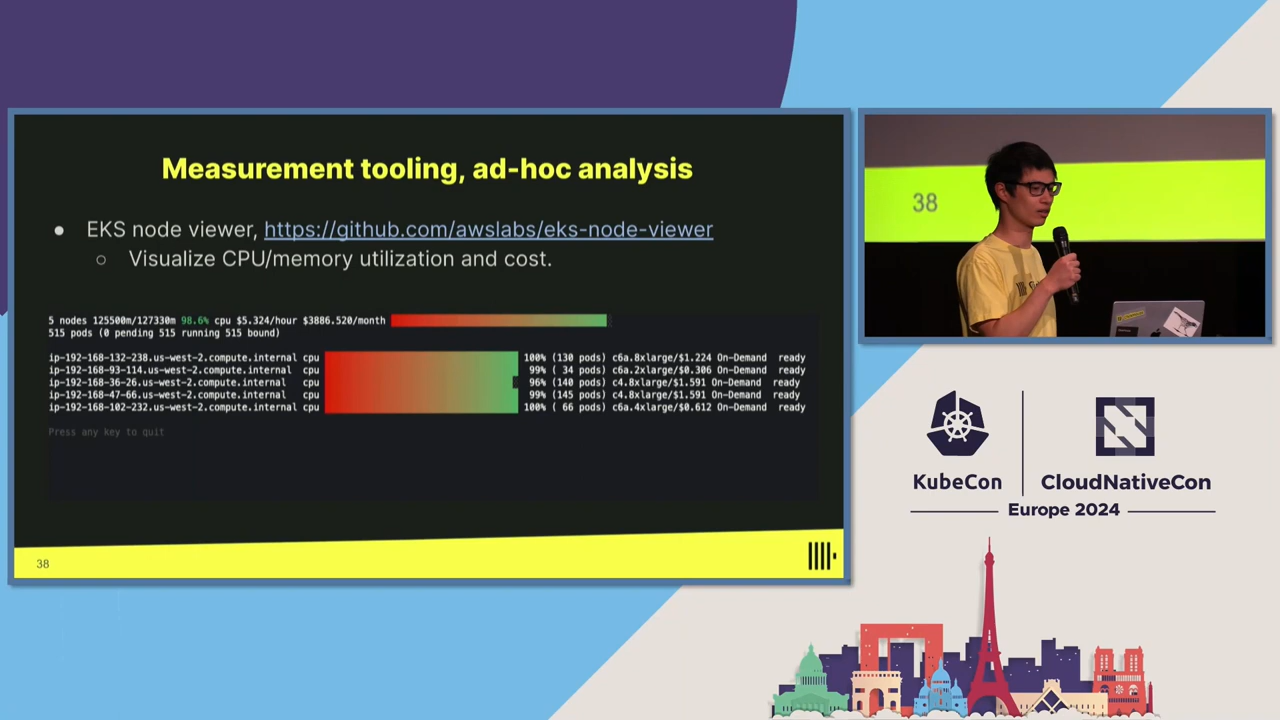 Measurement tooling, ad-hoc analysis
● EKS node viewer, https://github.com/awslabs/eks-node-viewer
○ Visualize CPU/memory utilization and cost.
5 nodes 125500m/127330m 98.6% cpu $5.324/hour $3886.520/month
515 pods (0 pending 515 running 515 bound)
ip-192-168-132-238.us-west-2.compute.internal cpu 100% (130 pods) c6a.8xlarge/$1.224 On-Demand ready
ip-192-168-93-114.us-west-2.compute.internal cpu 99% ( 34 pods) c6a.2xlarge/$0.306 On-Demand ready
ip-192-168-36-26.us-west-2.compute.internal cpu 96% (140 pods) c4.8xlarge/$1.591 On-Demand ready
ip-192-168-47-66.us-west-2.compute.internal cpu 99% (145 pods) c4.8xlarge/$1.591 On-Demand ready
ip-192-168-102-232.us-west-2.compute.internal cpu 100% ( 66 pods) c6a.4xlarge/$0.612 On-Demand ready
Press any key to quit
38
38
KubeCon
CloudNativeCon
Europe 2024